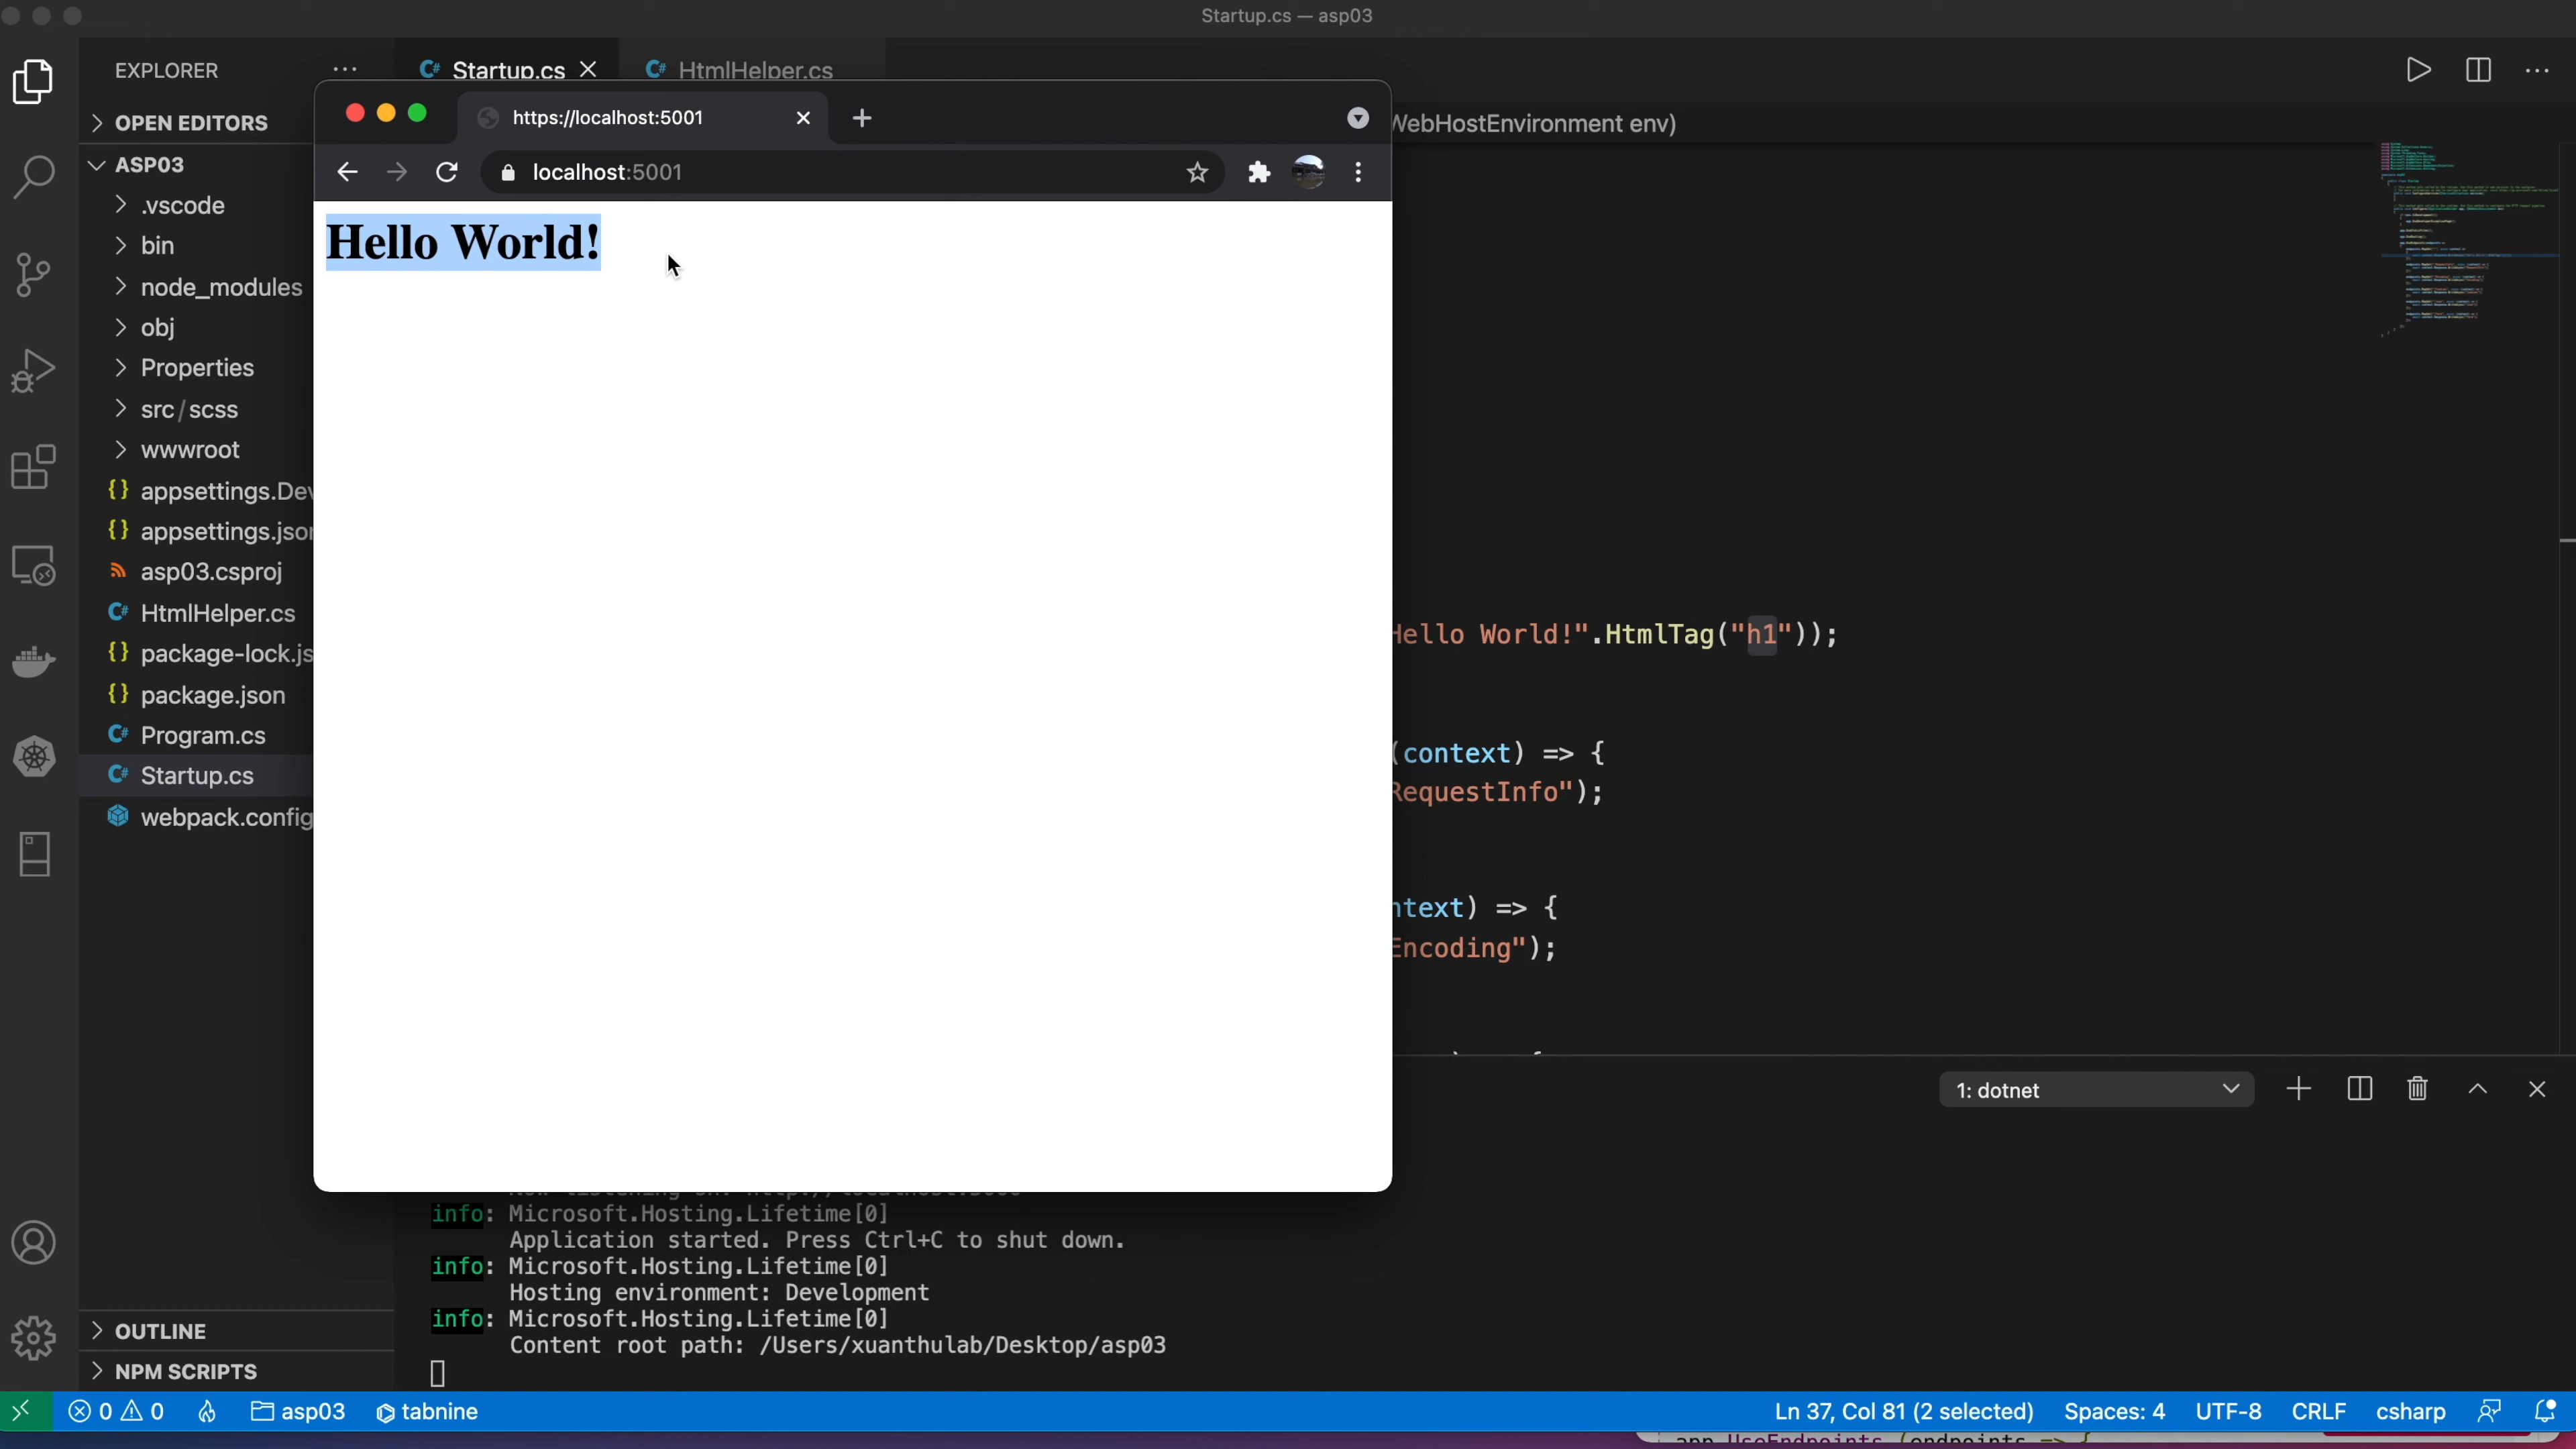 Startup.cs — asp03
EXPLORER
Startup.cs
HtmlHelper.cs
OPEN EDITORS
https://localhost:5001
WebHostEnvironment env)
ASP03
localhost:5001
.vscode
Hello World!
bin
node_modules
obj
Properties
src/scss
wwwroot
appsettings.Dev
appsettings.json
asp03.csproj
HtmlHelper.cs
Hello World!".HtmlTag("h1"));
package-lock.js
package.json
Program.cs
(context) => {
Startup.cs
RequestInfo");
webpack.config
ntext) => {
Encoding");
1: dotnet
info: Microsoft.Hosting.Lifetime[0]
Application started. Press Ctrl+C to shut down.
info: Microsoft.Hosting.Lifetime[0]
Hosting environment: Development
info: Microsoft.Hosting.Lifetime[0]
Content root path: /Users/xuanthulab/Desktop/asp03
OUTLINE
NPM SCRIPTS
0 0 asp03 tabnine Ln 37, Col 81 (2 selected) Spaces: 4 UTF-8 CRLF csharp
app.UseEndpoints (endpoints => {